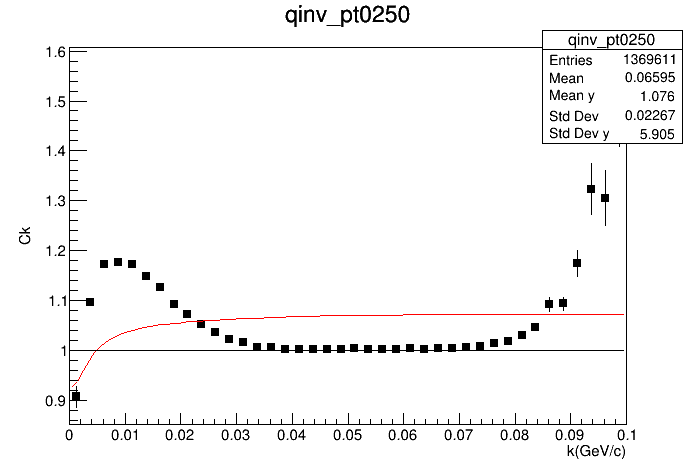 qinv_pt0250
qinv_pt0250
Entries 1369611
Mean 0.06595
Mean y 1.076
Std Dev 0.02267
Std Dev y 5.905
Ck
1.6
1.5
1.4
1.3
1.2
1.1
1
0.9
0 0.01 0.02 0.03 0.04 0.05 0.06 0.07 0.08 0.09 0.1
k(GeV/c)